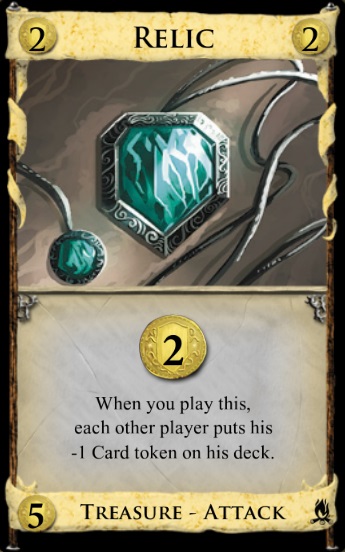 2 RELIC 2
2
When you play this,
each other player puts his
-1 Card token on his deck.
5 TREASURE - ATTACK